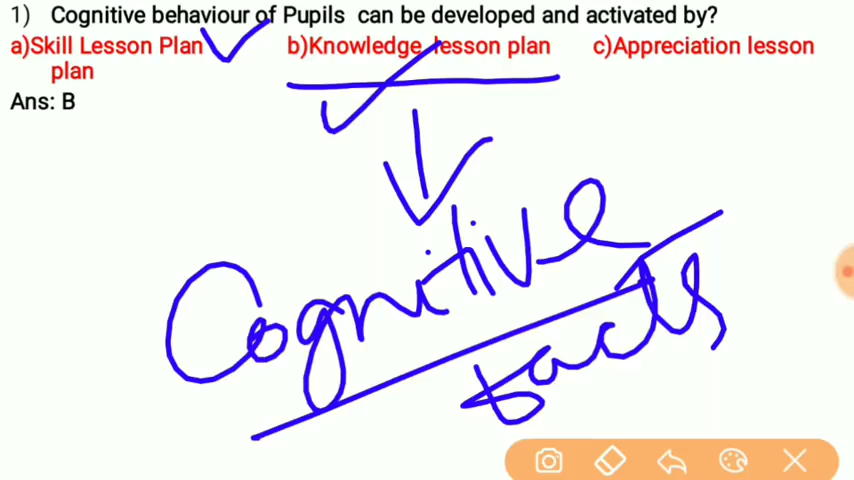 1) Cognitive behaviour of Pupils can be developed and activated by?
a)Skill Lesson Plan b)Knowledge lesson plan c)Appreciation lesson
plan
Ans: B
Cognitive
facts